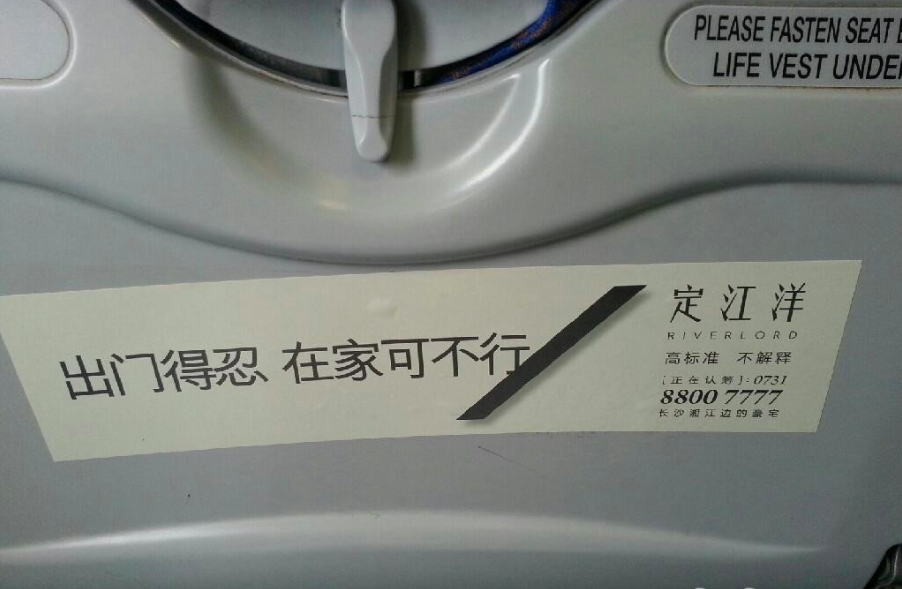 PLEASE FASTEN SEAT
LIFE VEST UNDER
出门得忍 在家可不行
定江洋
RIVERLORD
高标准 不解释
[正在认筹]:0731
8800 7777
长沙湘江边的豪宅